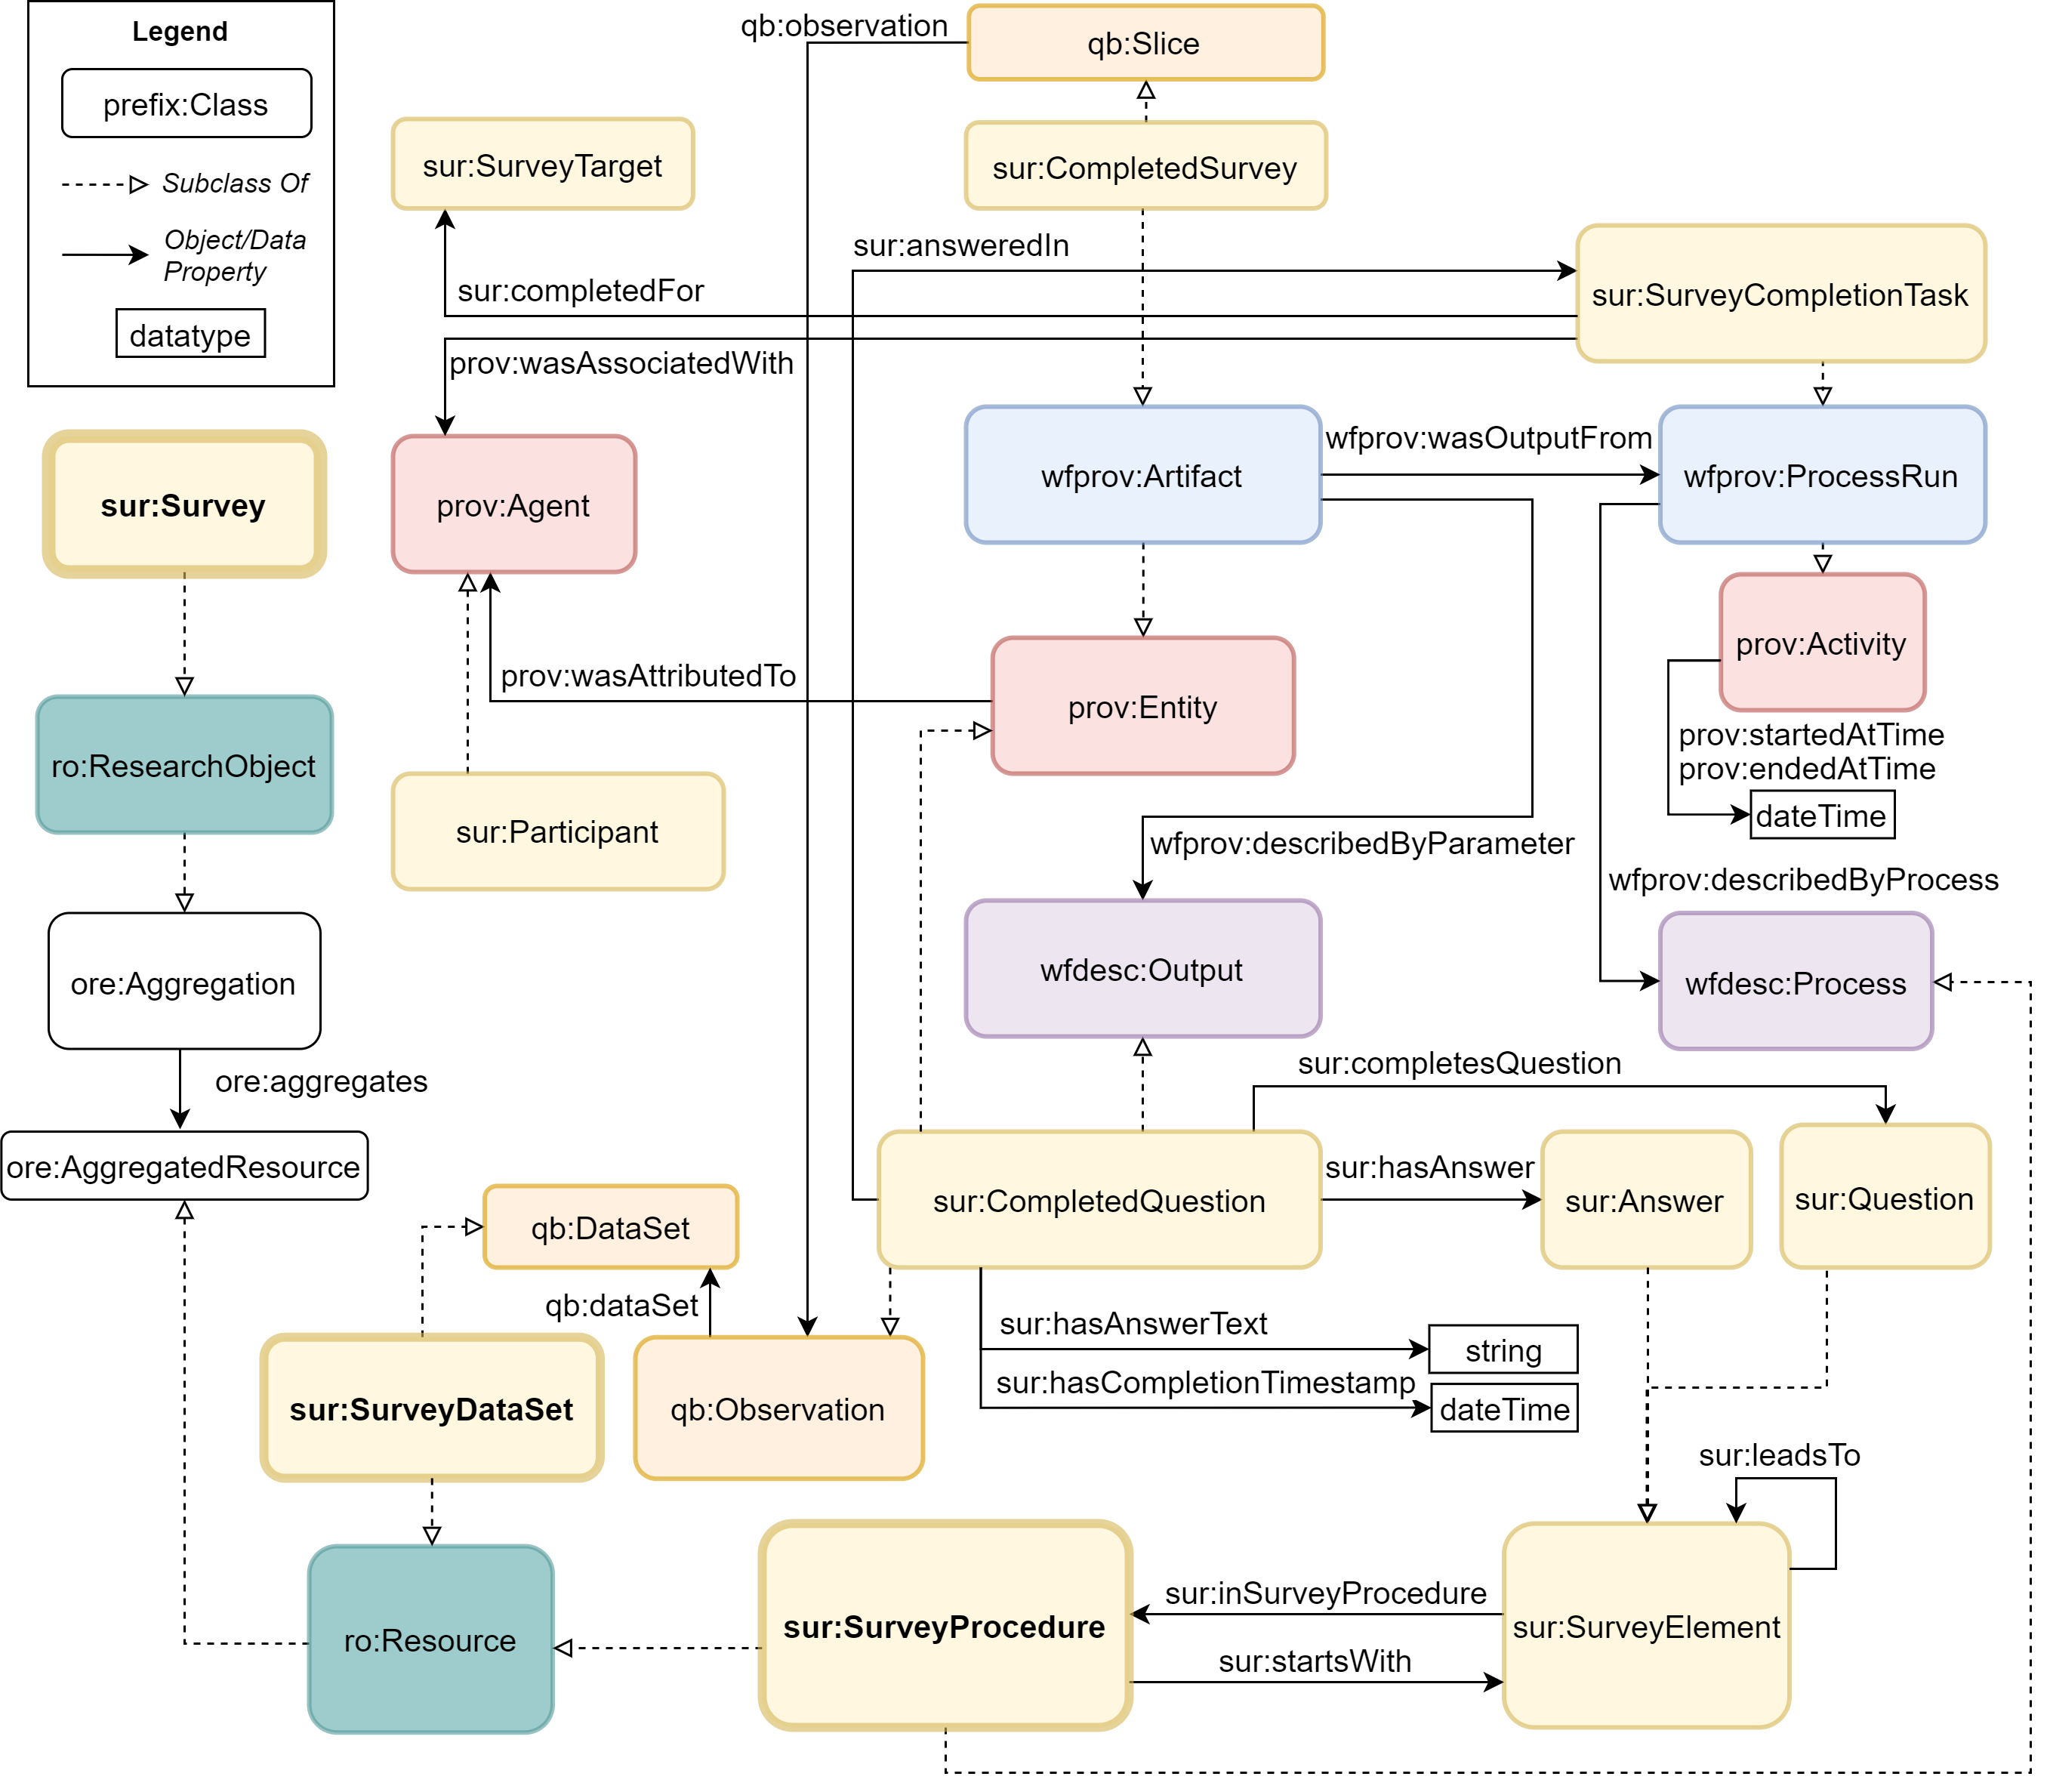 Legend
prefix:Class
Subclass Of
Object/Data
Property
datatype
qb:observation
qb:Slice
sur:SurveyTarget
sur:CompletedSurvey
sur:answeredIn
sur:completedFor
sur:SurveyCompletionTask
prov:wasAssociatedWith
wfprov:wasOutputFrom
sur:Survey
prov:Agent
wfprov:Artifact
wfprov:ProcessRun
prov:wasAttributedTo
prov:Entity
prov:Activity
prov:startedAtTime
prov:endedAtTime
dateTime
ro:ResearchObject
sur:Participant
wfprov:describedByParameter
wfprov:describedByProcess
ore:Aggregation
wfdesc:Output
wfdesc:Process
ore:aggregates
sur:completesQuestion
ore:AggregatedResource
sur:hasAnswer
sur:CompletedQuestion
sur:Answer
sur:Question
qb:DataSet
qb:dataSet
sur:hasAnswerText
string
sur:hasCompletionTimestamp
dateTime
sur:SurveyDataSet
qb:Observation
sur:leadsTo
sur:inSurveyProcedure
ro:Resource
sur:SurveyProcedure
sur:SurveyElement
sur:startsWith